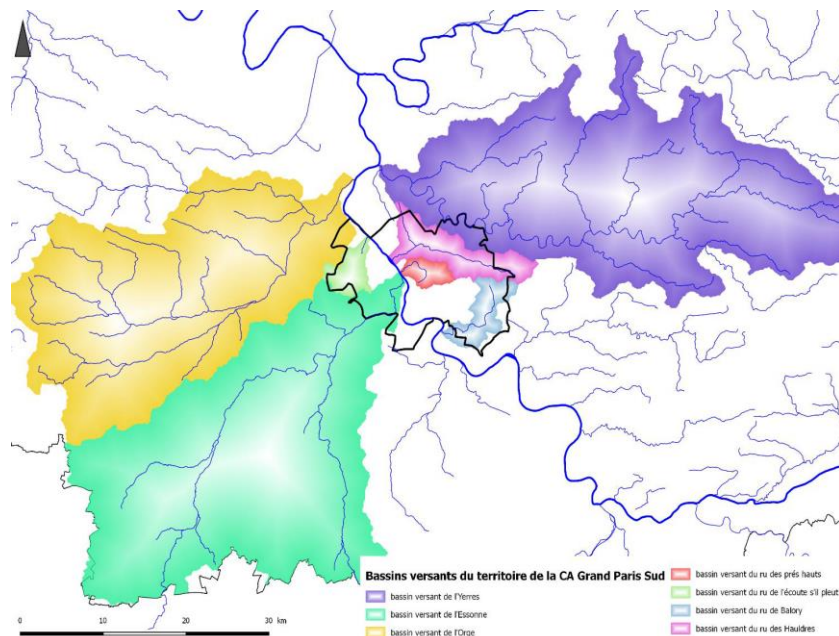 Bassins versants du territoire de la CA Grand Paris Sud
bassin versant de l'Yerres
bassin versant de l'Essonne
bassin versant de l'Orge
bassin versant du ru des prés hauts
bassin versant du ru de l'écoute s'il pleut
bassin versant du ru de Balory
bassin versant du ru des Hauldres
0 10 20 30 km